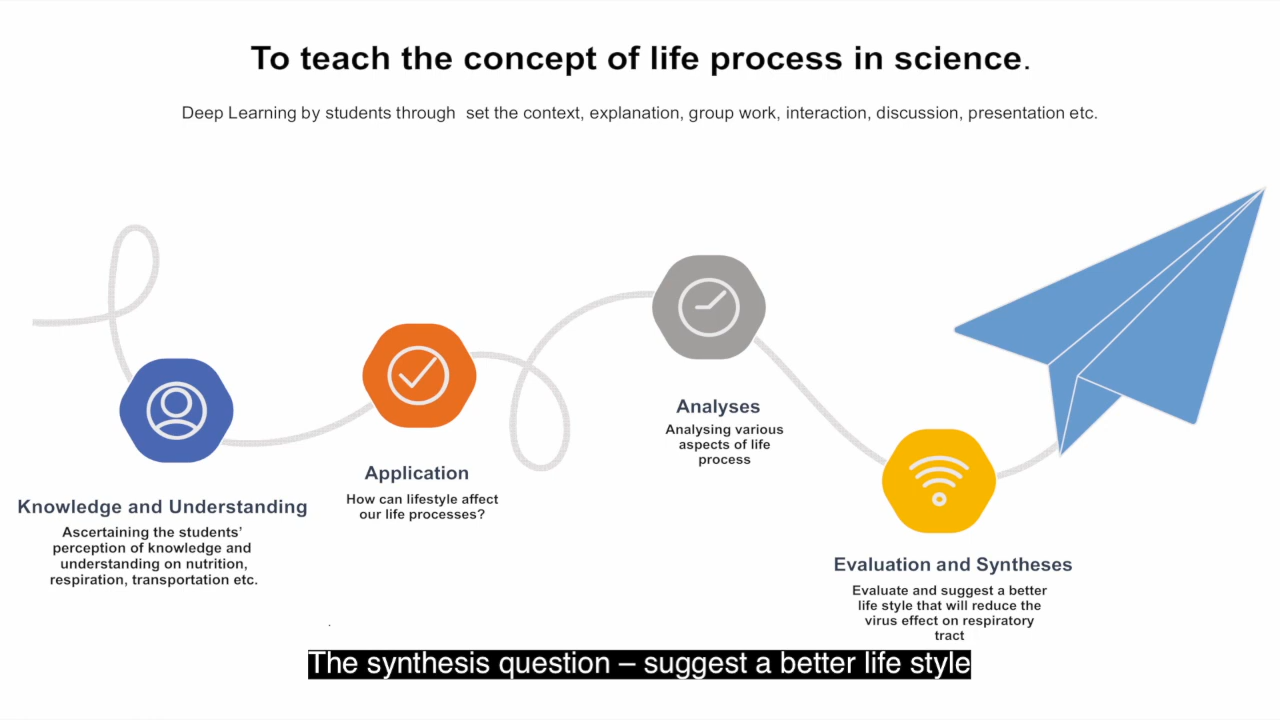 To teach the concept of life process in science.
Deep Learning by students through set the context, explanation, group work, interaction, discussion, presentation etc.
Knowledge and Understanding
Ascertaining the students'
perception of knowledge and
understanding on nutrition,
respiration, transportation etc.
Application
How can lifestyle affect
our life processes?
Analyses
Analysing various
aspects of life
process
Evaluation and Syntheses
Evaluate and suggest a better
life style that will reduce the
virus effect on respiratory
tract
The synthesis question – suggest a better life style